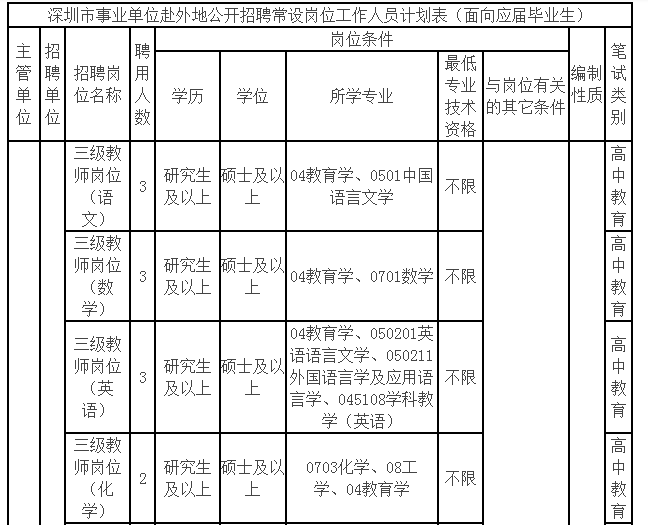 深圳市事业单位赴外地公开招聘常设岗位工作人员计划表（面向应届毕业生）
主管单位
招聘单位
招聘岗
位名称
聘用人数
岗位条件
学历
学位
所学专业
最低
专业
技术
资格
与岗位有关
的其它条件
编制
性质
笔试类别
三级教
师岗位
（语
文）
3
研究生
及以上
硕士及以
上
04教育学、0501中国
语言文学
不限
高中教育
三级教
师岗位
（数
学）
3
研究生
及以上
硕士及以
上
04教育学、0701数学
不限
高中教育
三级教
师岗位
（英
语）
3
研究生
及以上
硕士及以
上
04教育学、050201英
语语言文学、050211
外国语言学及应用语
言学、045108学科教
学（英语）
不限
高中教育
三级教
师岗位
（化
学）
2
研究生
及以上
硕士及以
上
0703化学、08工
学、04教育学
不限
高中教育